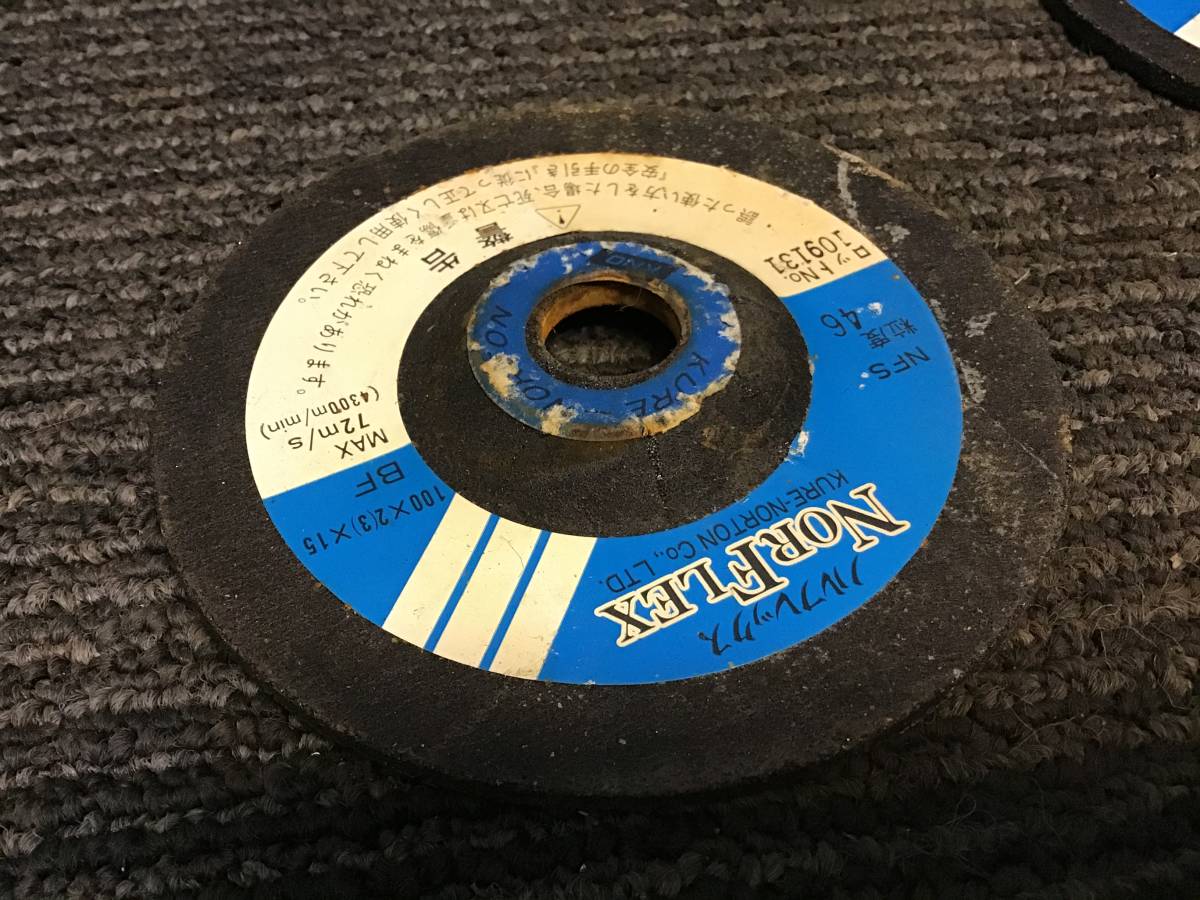 ノルフレックス
NORFLEX
KURE-NORTON Co., LTD.
NFS
粒度 46
ロットNo.
109131
警告
誤った使い方をした場合、死亡又は重傷をまねく恐れがあります。
「安全の手引き」に従って正しく使用して下さい。
MAX
72m/s
(4300m/min)
BF
100×2(3)×15
KURE
NO